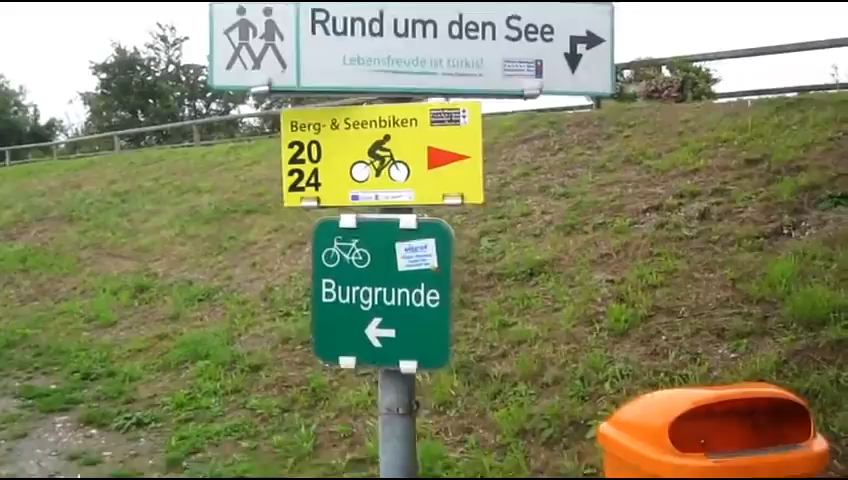 Rund um den See
Lebensfreude ist türkis!
Berg- & Seenbiken
20
24
Burgrunde